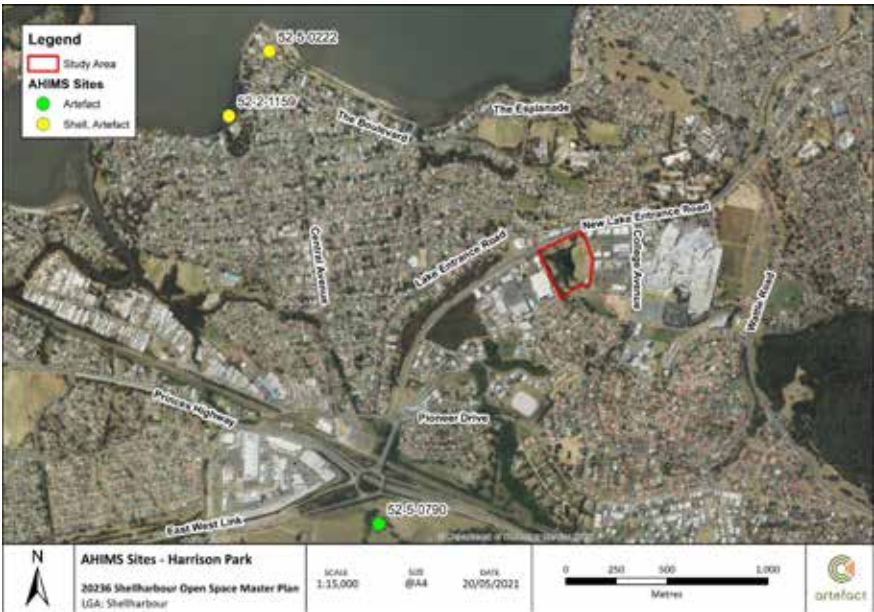 Legend
Study Area
AHIMS Sites
Artefact
Shell, Artefact
52-5-0222
52-2-1159
The Boulevard
The Esplanade
New Lake Entrance Road
Lake Entrance Road
Central Avenue
College Avenue
Wattle Road
Princes Highway
Pioneer Drive
52-5-0790
East West Link
N
AHIMS Sites - Harrison Park
20236 Shellharbour Open Space Master Plan
LGA: Shellharbour
SCALE
1:15,000
SIZE
@A4
DATE
20/05/2021
0 250 500 1,000
Metres
artefact